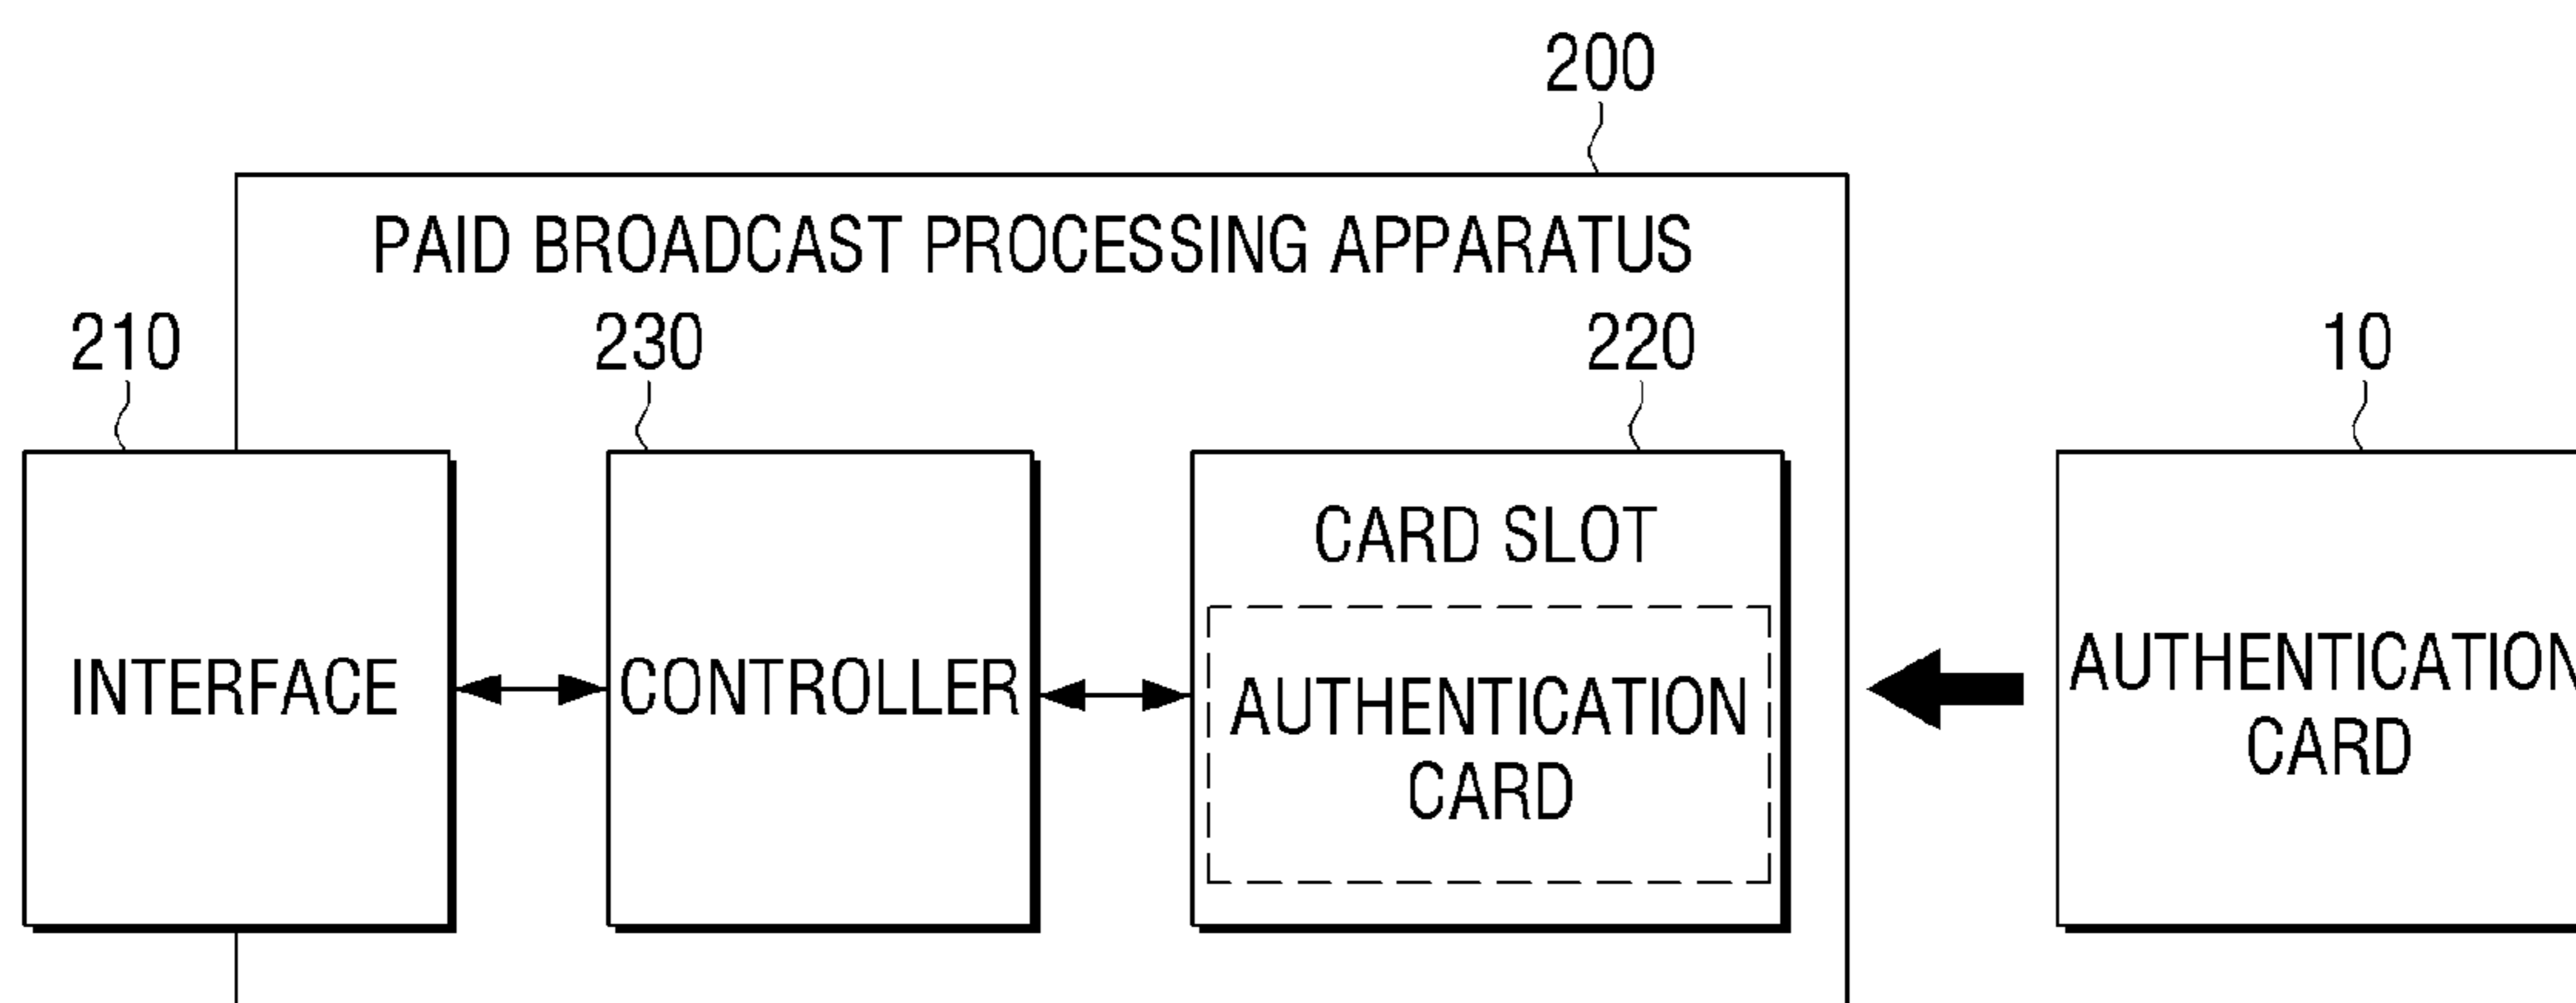 200
PAID BROADCAST PROCESSING APPARATUS
210
230
220
10
INTERFACE
CONTROLLER
CARD SLOT
AUTHENTICATION
CARD
AUTHENTICATION
CARD